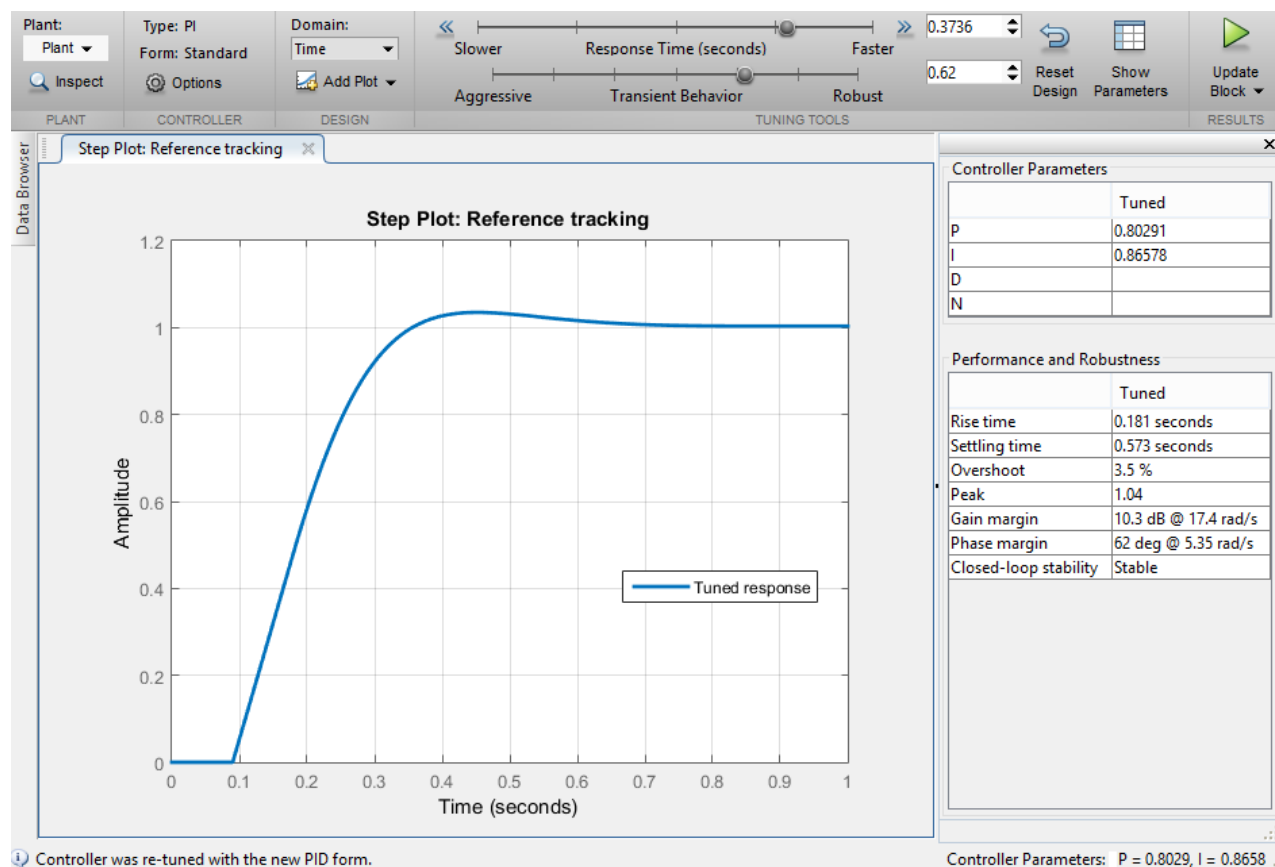 Plant:
Plant
Inspect
PLANT
Type: PI
Form: Standard
Options
CONTROLLER
Domain:
Time
Add Plot
DESIGN
Slower Response Time (seconds) Faster
0.3736
Aggressive Transient Behavior Robust
0.62
Reset
Design
Show
Parameters
TUNING TOOLS
Update
Block
RESULTS
Data Browser
Step Plot: Reference tracking
Step Plot: Reference tracking
Amplitude
1.2
1
0.8
0.6
0.4
0.2
0
0 0.1 0.2 0.3 0.4 0.5 0.6 0.7 0.8 0.9 1
Time (seconds)
Tuned response
Controller Parameters
Tuned
P 0.80291
I 0.86578
D
N
Performance and Robustness
Tuned
Rise time 0.181 seconds
Settling time 0.573 seconds
Overshoot 3.5 %
Peak 1.04
Gain margin 10.3 dB @ 17.4 rad/s
Phase margin 62 deg @ 5.35 rad/s
Closed-loop stability Stable
Controller was re-tuned with the new PID form.
Controller Parameters: P = 0.8029, I = 0.8658